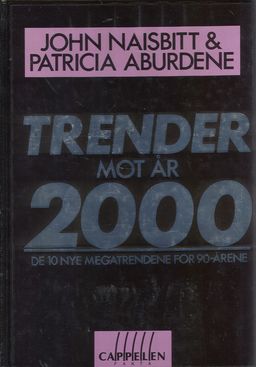 JOHN NAISBITT &
PATRICIA ABURDENE
TRENDER
MOT ÅR
2000
DE 10 NYE MEGATRENDENE FOR 90-ÅRENE
CAPPELEN
FAKTA